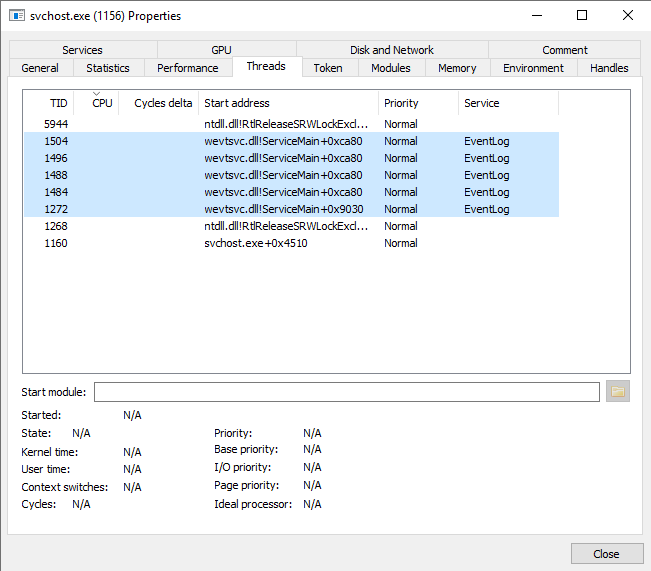 svchost.exe (1156) Properties
Services GPU Disk and Network Comment
General Statistics Performance Threads Token Modules Memory Environment Handles
TID CPU Cycles delta Start address Priority Service
5944 ntdll.dll!RtlReleaseSRWLockExcl... Normal
1504 wevtsvc.dll!ServiceMain+0xca80 Normal EventLog
1496 wevtsvc.dll!ServiceMain+0xca80 Normal EventLog
1488 wevtsvc.dll!ServiceMain+0xca80 Normal EventLog
1484 wevtsvc.dll!ServiceMain+0xca80 Normal EventLog
1272 wevtsvc.dll!ServiceMain+0x9030 Normal EventLog
1268 ntdll.dll!RtlReleaseSRWLockExcl... Normal
1160 svchost.exe+0x4510 Normal
Start module:
Started: N/A
State: N/A Priority: N/A
Kernel time: N/A Base priority: N/A
User time: N/A I/O priority: N/A
Context switches: N/A Page priority: N/A
Cycles: N/A Ideal processor: N/A
Close